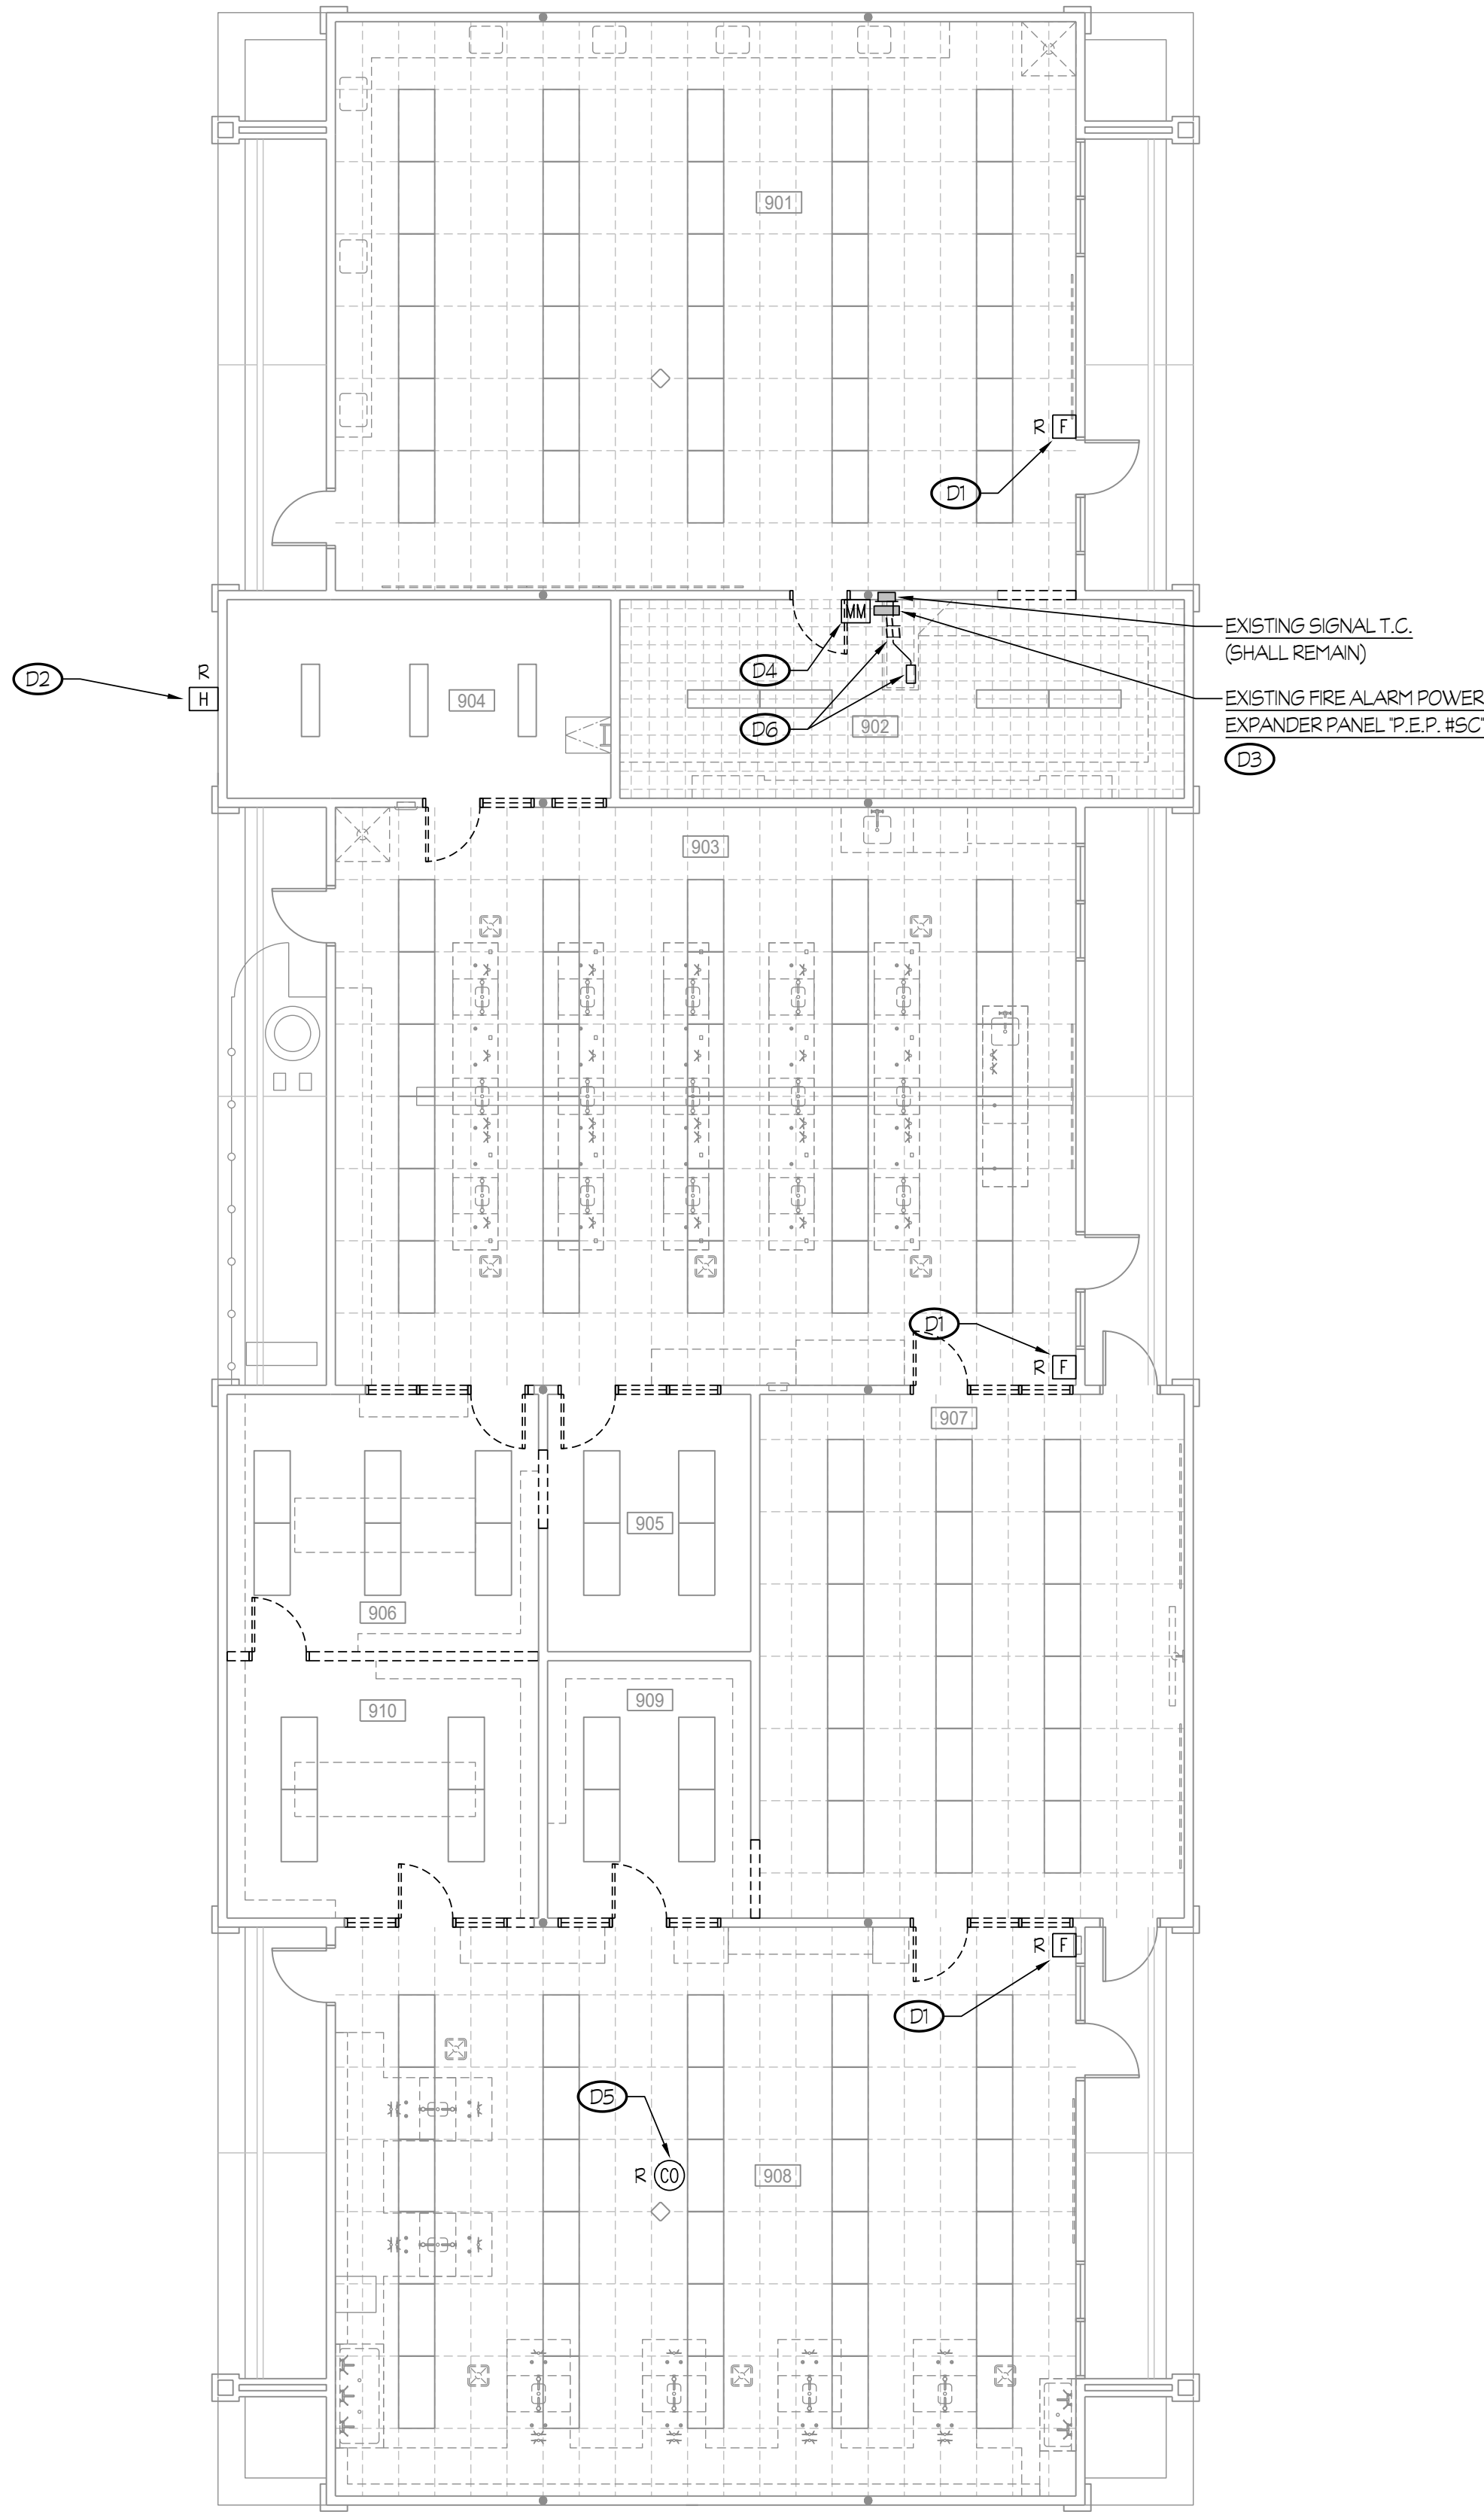 901
R F
D1
EXISTING SIGNAL T.C.
(SHALL REMAIN)
D2
R
H
904
MM
D4
D6
902
EXISTING FIRE ALARM POWER
EXPANDER PANEL "P.E.P. #SC"
D3
903
D1
R F
907
905
906
909
910
R F
D1
D5
R CO
908